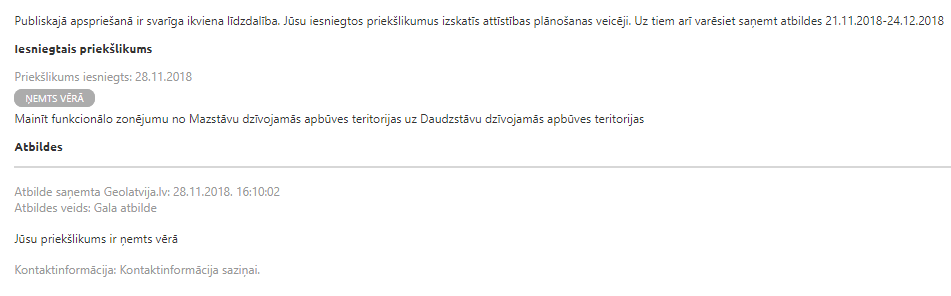 Publiskajā apspriešanā ir svarīga ikviena līdzdalība. Jūsu iesniegtos priekšlikumus izskatīs attīstības plānošanas veicēji. Uz tiem arī varēsiet saņemt atbildes 21.11.2018-24.12.2018
Iesniegtais priekšlikums
Priekšlikums iesniegts: 28.11.2018
ŅEMTS VĒRĀ
Mainīt funkcionālo zonējumu no Mazstāvu dzīvojamās apbūves teritorijas uz Daudzstāvu dzīvojamās apbūves teritorijas
Atbildes
Atbilde saņemta Geolatvija.lv: 28.11.2018. 16:10:02
Atbildes veids: Gala atbilde
Jūsu priekšlikums ir ņemts vērā
Kontaktinformācija: Kontaktinformācija saziņai.